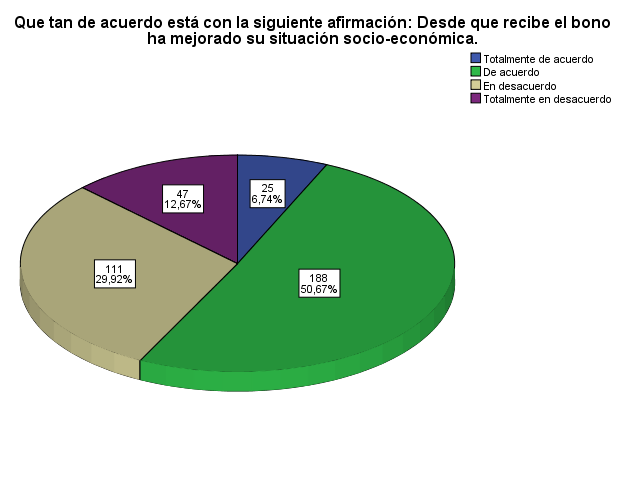 Que tan de acuerdo está con la siguiente afirmación: Desde que recibe el bono
ha mejorado su situación socio-económica.
Totalmente de acuerdo
De acuerdo
En desacuerdo
Totalmente en desacuerdo
47
12,67%
25
6,74%
111
29,92%
188
50,67%